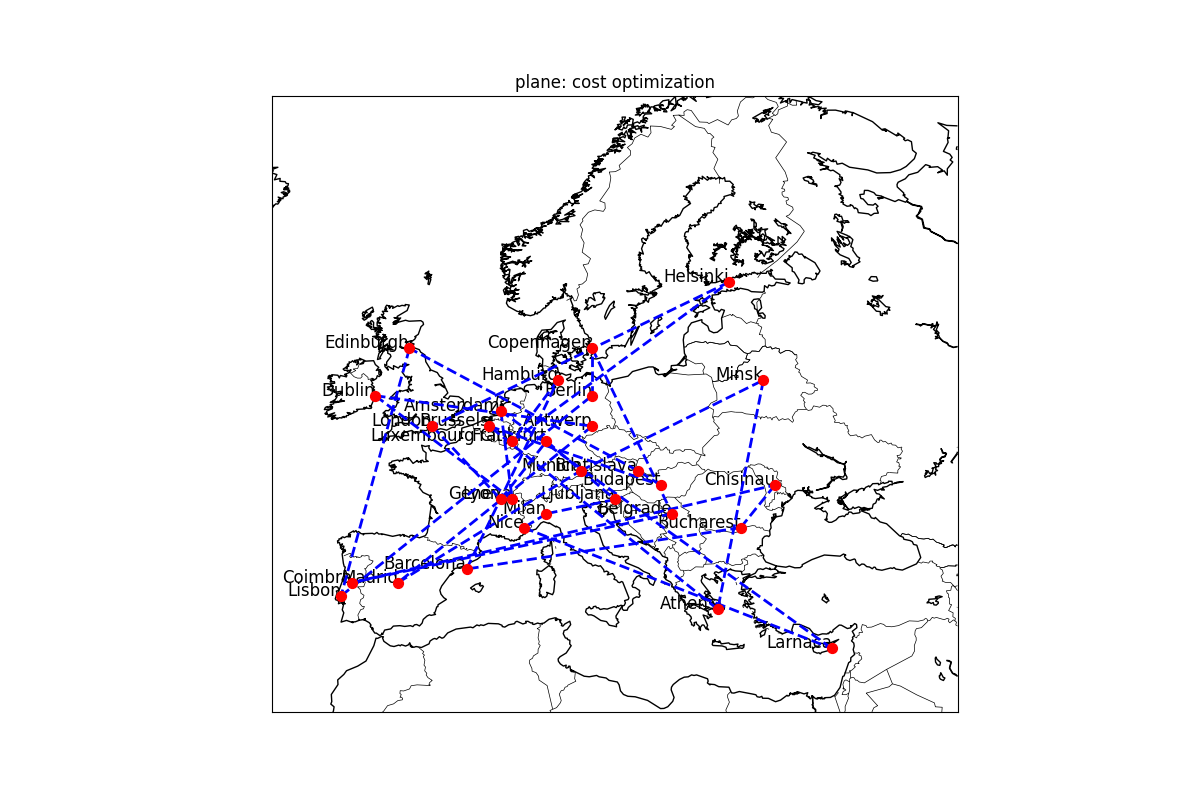 plane: cost optimization
Helsinki
Edinburgh
Copenhagen
Hamburg
Minsk
Dublin
Berlin
Amsterdam
London
Brussels
Antwerp
Luxembourg City
Frankfurt
Munich
Bratislava
Budapest
Chisinau
Geneva
Lyon
Ljubljana
Milan
Belgrade
Nice
Bucharest
Barcelona
Coimbra
Madrid
Lisbon
Athens
Larnaca